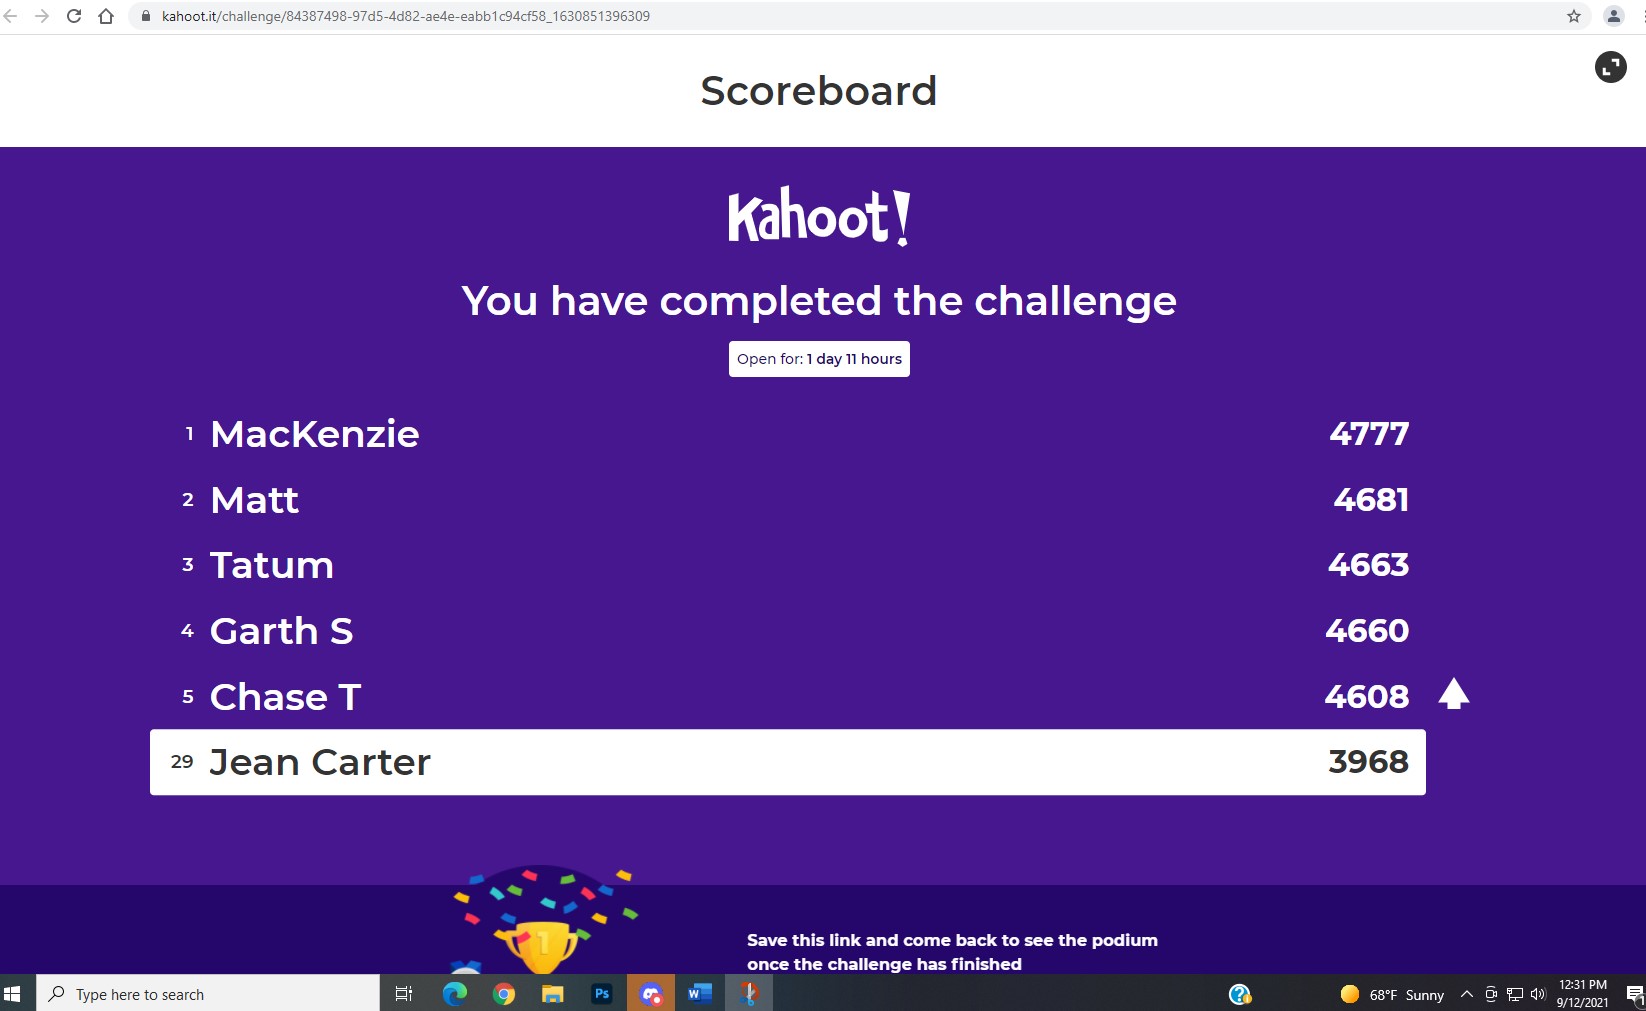 kahoot.it/challenge/84387498-97d5-4d82-ae4e-eabb1c94cf58_1630851396309
Scoreboard
Kahoot!
You have completed the challenge
Open for: 1 day 11 hours
1 MacKenzie 4777
2 Matt 4681
3 Tatum 4663
4 Garth S 4660
5 Chase T 4608
29 Jean Carter 3968
1
Save this link and come back to see the podium
once the challenge has finished
Type here to search
Ps
W
?
68°F Sunny
12:31 PM
9/12/2021
1